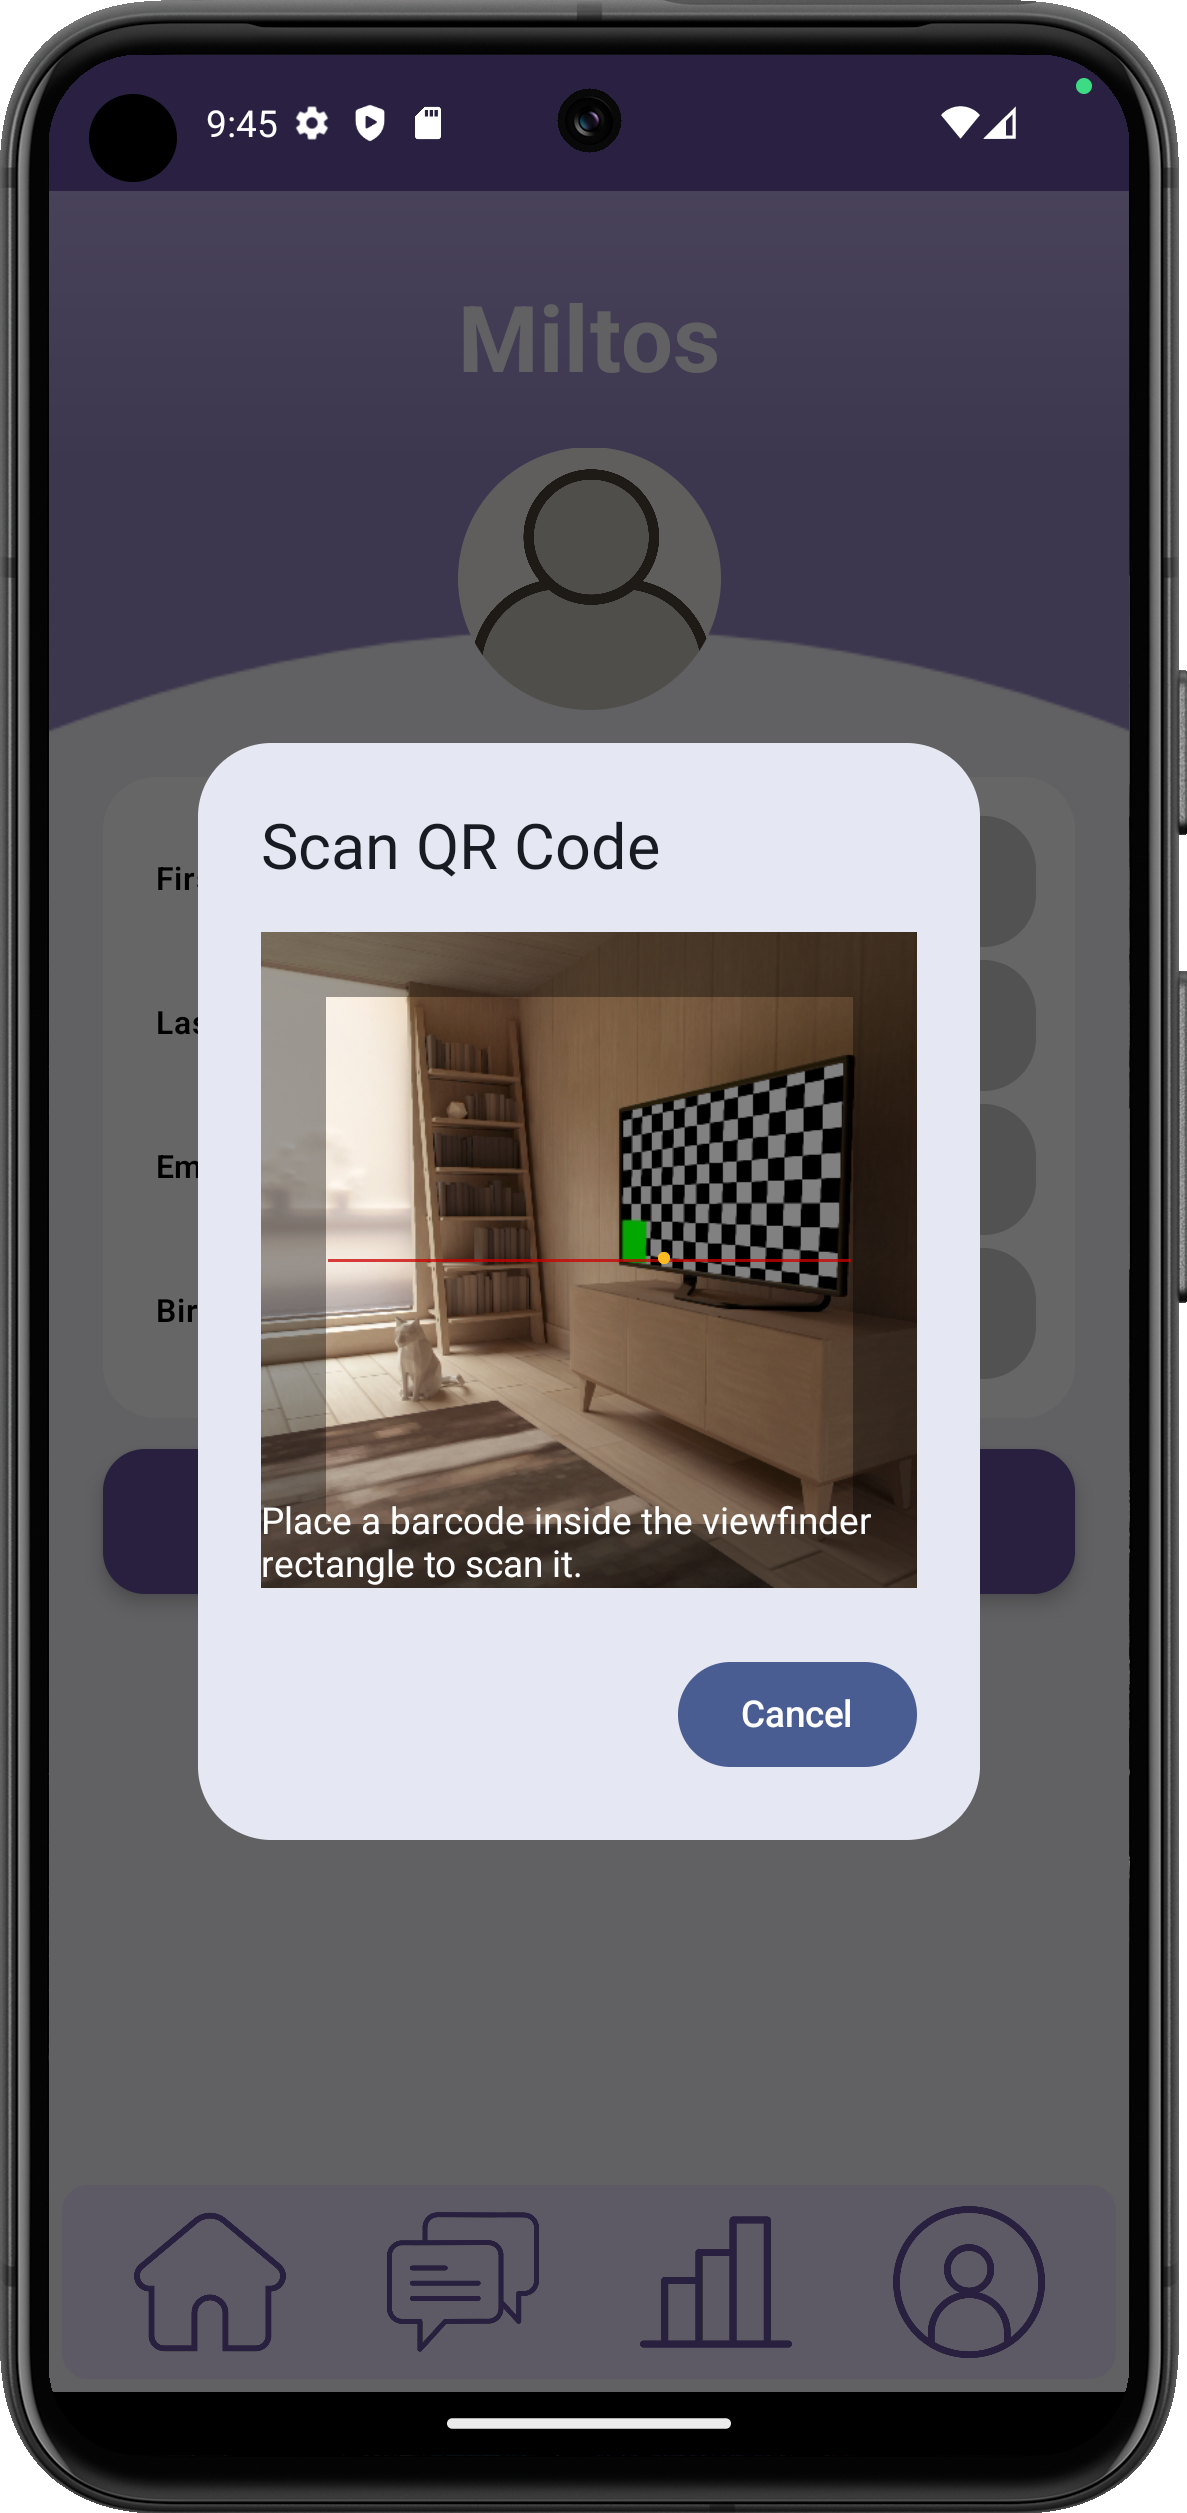 9:45
Miltos
Scan QR Code
Fir
Las
Em
Bir
Place a barcode inside the viewfinder
rectangle to scan it.
Cancel